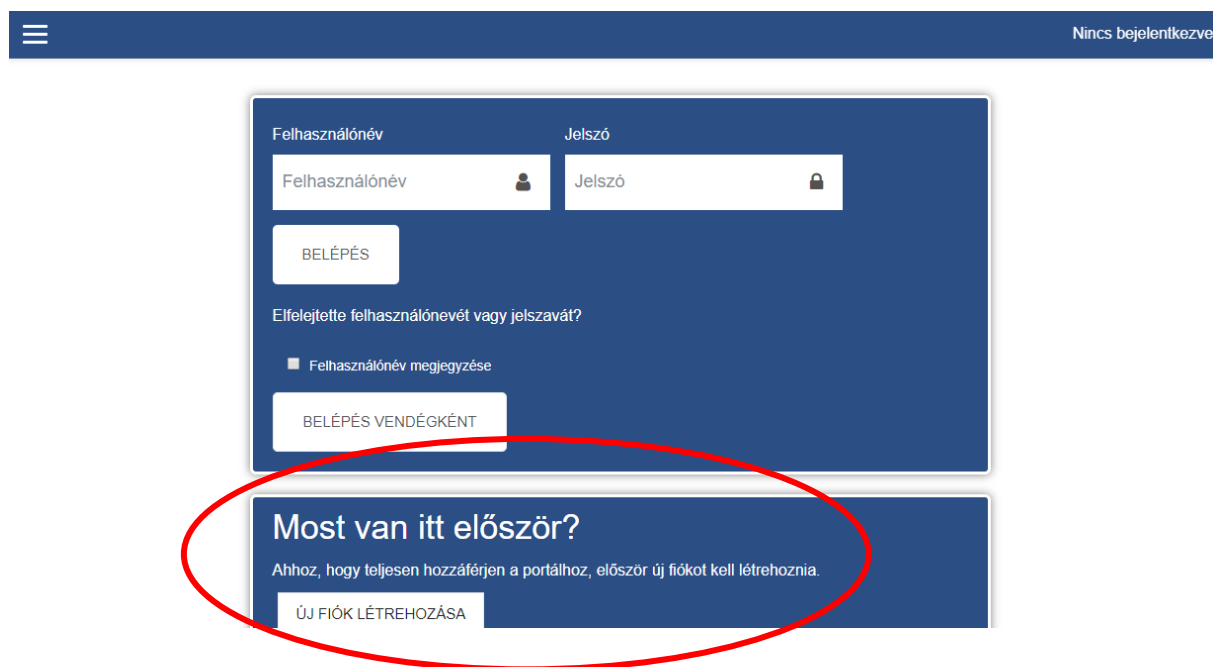 Nincs bejelentkezve
Felhasználónév Jelszó
Felhasználónév Jelszó
BELÉPÉS
Elfelejtette felhasználónevét vagy jelszavát?
Felhasználónév megjegyzése
BELÉPÉS VENDÉGKÉNT
Most van itt először?
Ahhoz, hogy teljesen hozzáférjen a portálhoz, először új fiókot kell létrehoznia.
ÚJ FIÓK LÉTREHOZÁSA